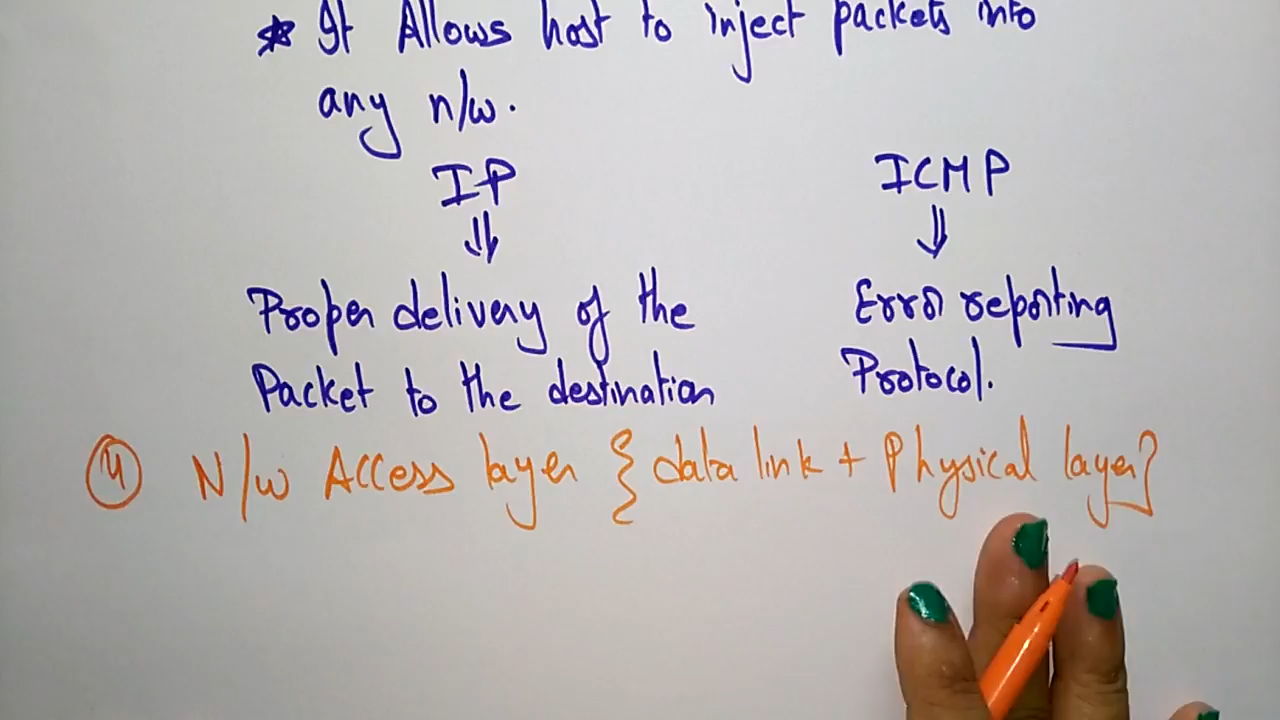 * It Allows host to inject packets into
any n/w.
IP ICMP
⇓ ⇓
Proper delivery of the Error reporting
Packet to the destination Protocol.
④ N/w Access layer {data link + Physical layer}